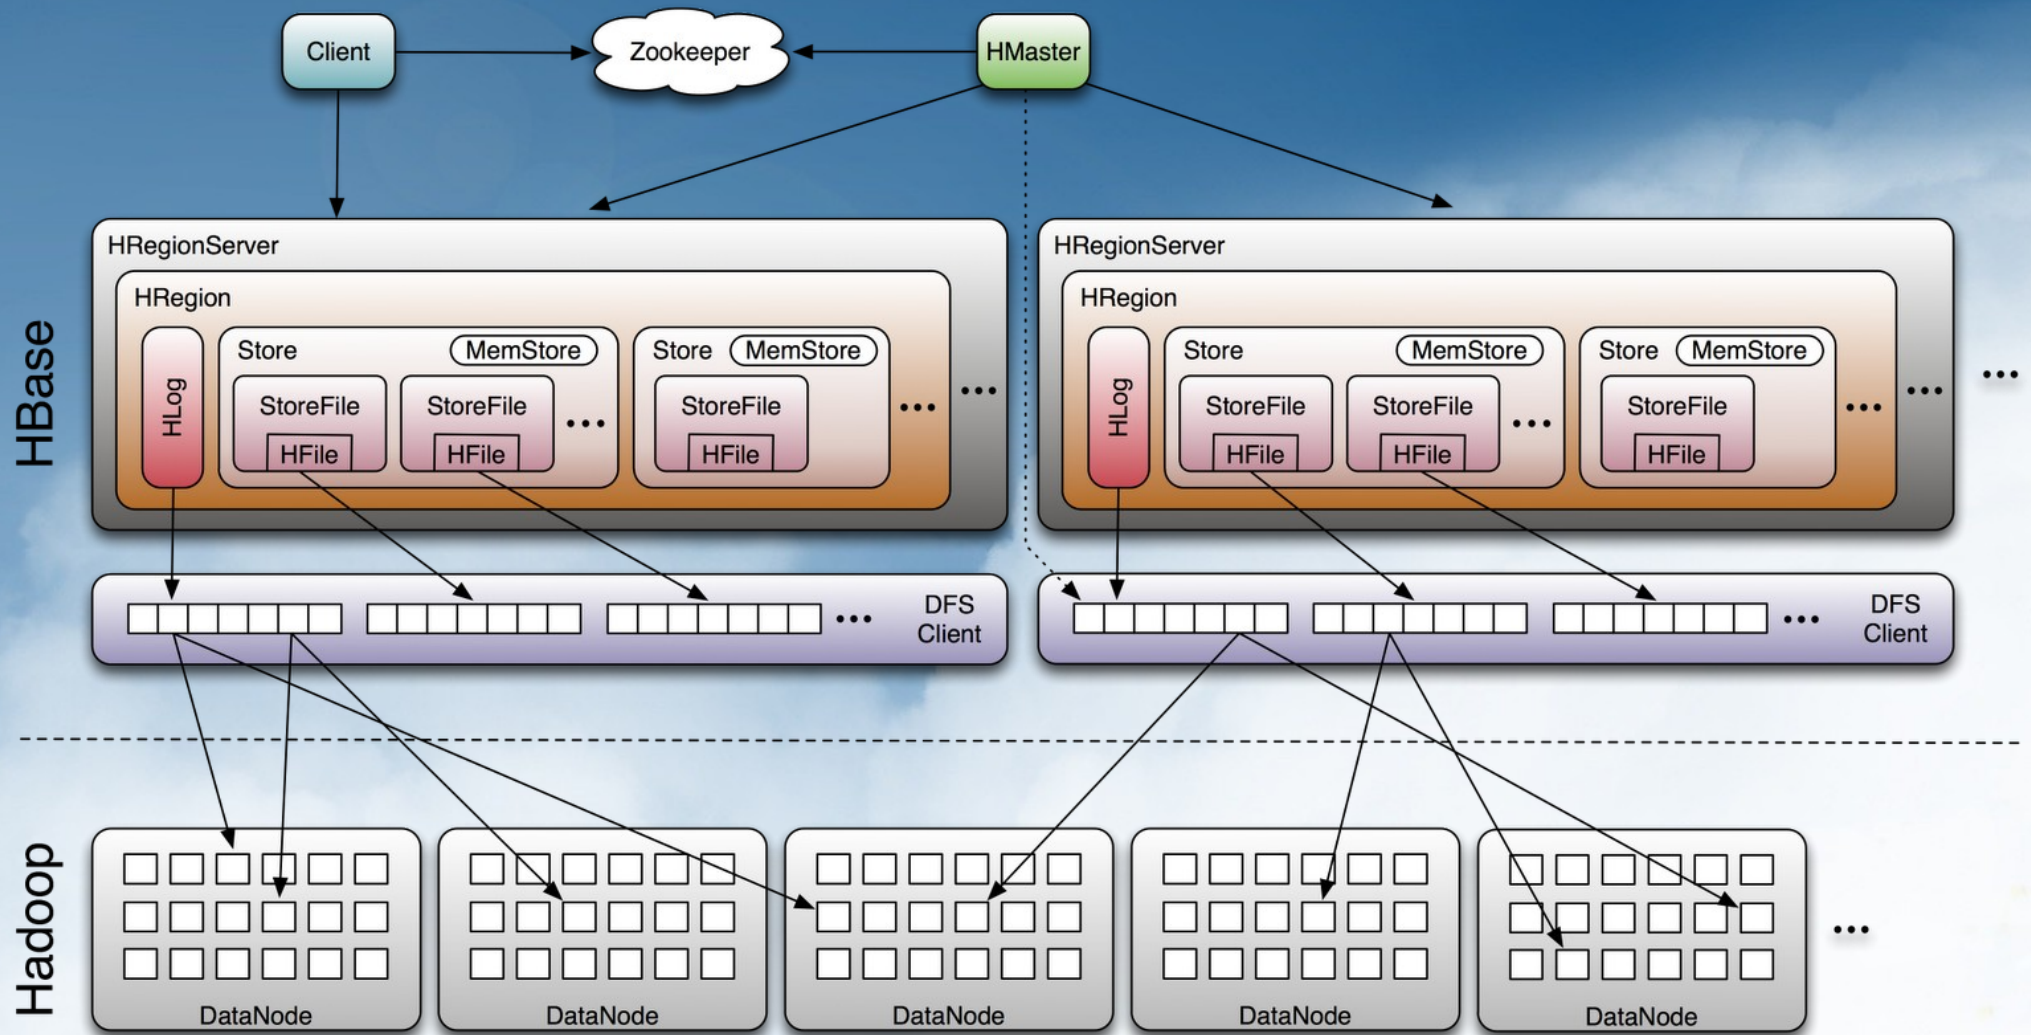 Client
Zookeeper
HMaster
HBase
HRegionServer
HRegion
HLog
Store
MemStore
StoreFile
HFile
StoreFile
HFile
...
Store
MemStore
StoreFile
HFile
...
...
DFS
Client
...
HRegionServer
HRegion
HLog
Store
MemStore
StoreFile
HFile
StoreFile
HFile
...
Store
MemStore
StoreFile
HFile
...
...
...
DFS
Client
...
Hadoop
DataNode
DataNode
DataNode
DataNode
DataNode
...